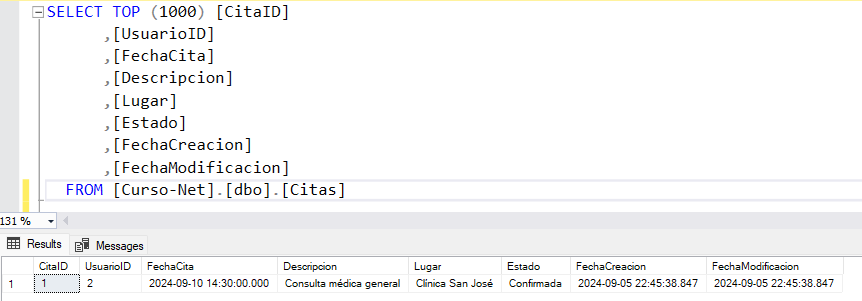 SELECT TOP (1000) [CitaID]
,[UsuarioID]
,[FechaCita]
,[Descripcion]
,[Lugar]
,[Estado]
,[FechaCreacion]
,[FechaModificacion]
FROM [Curso-Net].[dbo].[Citas]
131 %
Results Messages
CitaID UsuarioID FechaCita Descripcion Lugar Estado FechaCreacion FechaModificacion
1 1 2 2024-09-10 14:30:00.000 Consulta médica general Clínica San José Confirmada 2024-09-05 22:45:38.847 2024-09-05 22:45:38.847